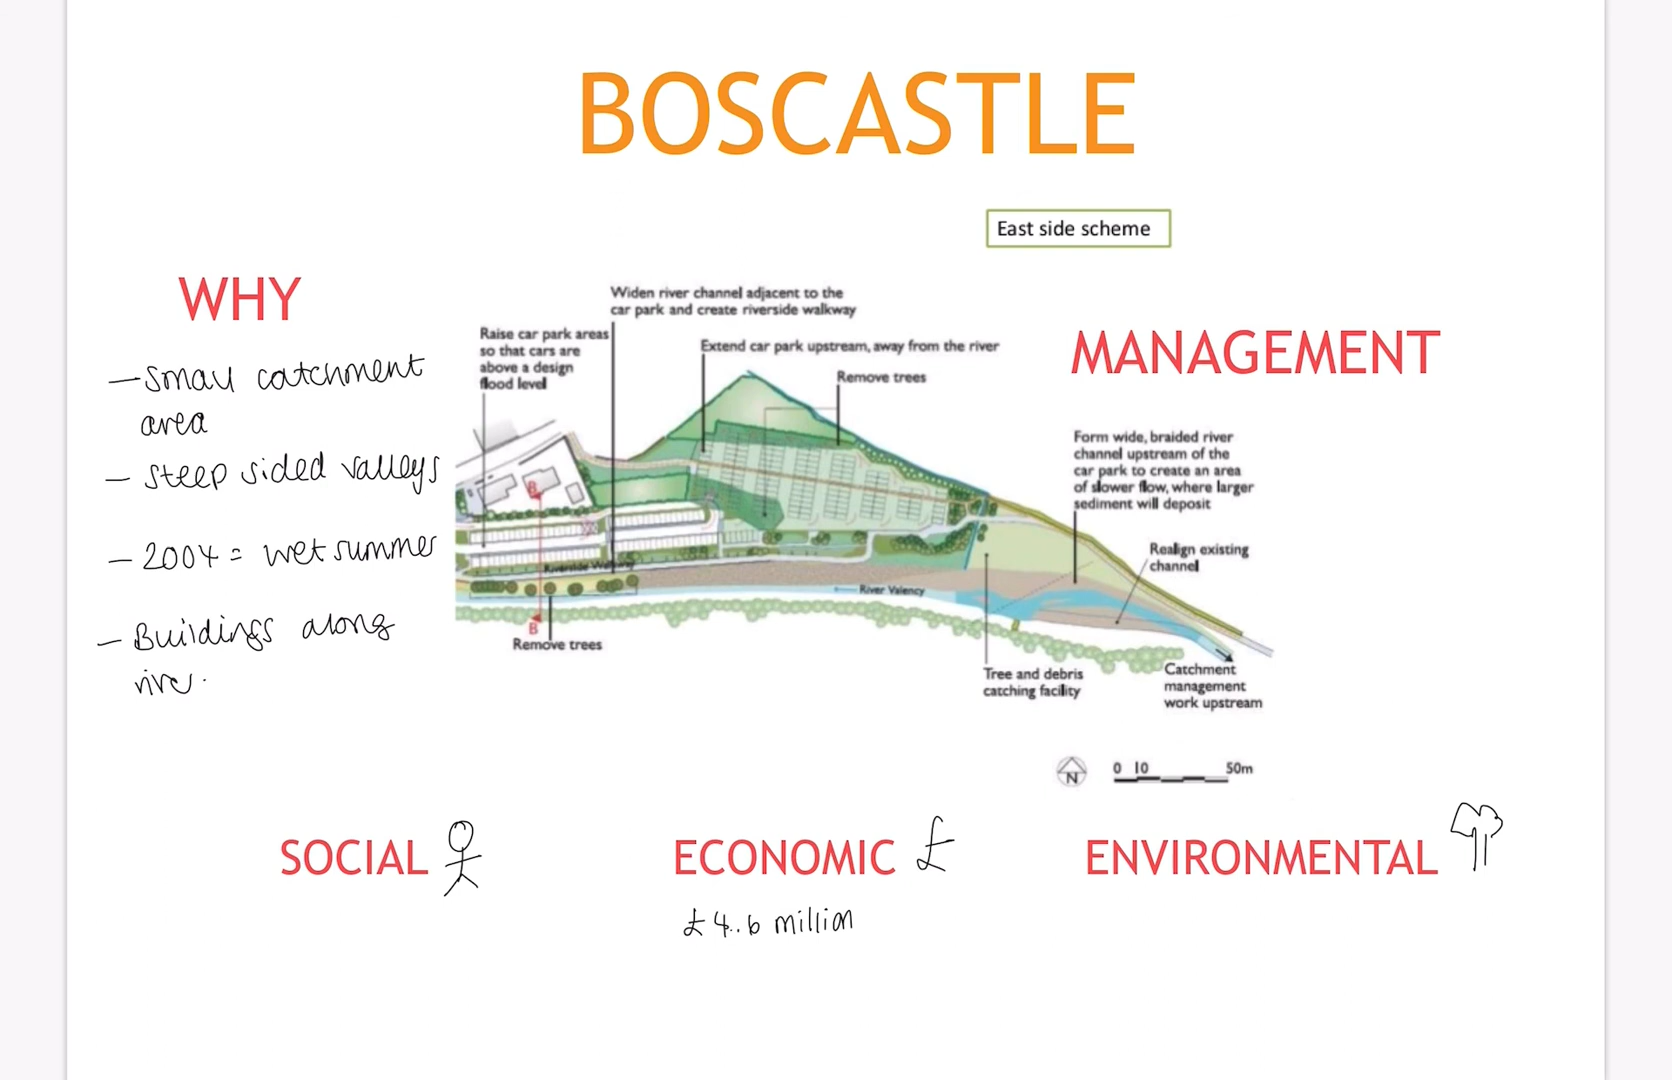 BOSCASTLE
East side scheme
WHY
- Small catchment
area
- Steep sided valleys
- 2004 = wet summer
- Buildings along
river.
Widen river channel adjacent to the
car park and create riverside walkway
Raise car park areas
so that cars are
above a design
flood level
Extend car park upstream, away from the river
Remove trees
MANAGEMENT
Form wide, braided river
channel upstream of the
car park to create an area
of slower flow, where larger
sediment will deposit
Realign existing
channel
B
Riverside Walkway
River Valency
B
Remove trees
Tree and debris
catching facility
Catchment
management
work upstream
N
0 10 50m
SOCIAL
ECONOMIC £
ENVIRONMENTAL
£4.6 million